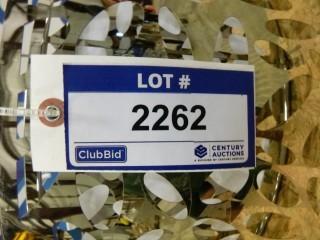 LOT #
2262
ClubBid
CENTURY
AUCTIONS